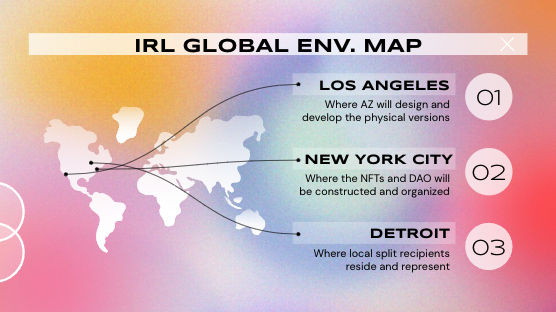 IRL GLOBAL ENV. MAP
LOS ANGELES
01
Where AZ will design and
develop the physical versions
NEW YORK CITY
02
Where the NFTs and DAO will
be constructed and organized
DETROIT
03
Where local split recipients
reside and represent